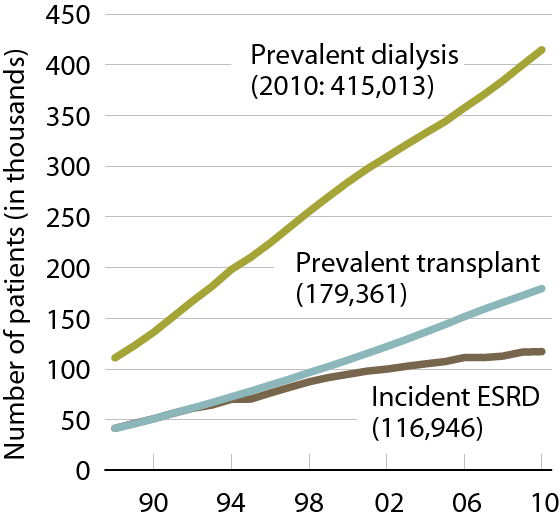 Number of patients (in thousands)
450
400
350
300
250
200
150
100
50
0
Prevalent dialysis
(2010: 415,013)
Prevalent transplant
(179,361)
Incident ESRD
(116,946)
90 94 98 02 06 10